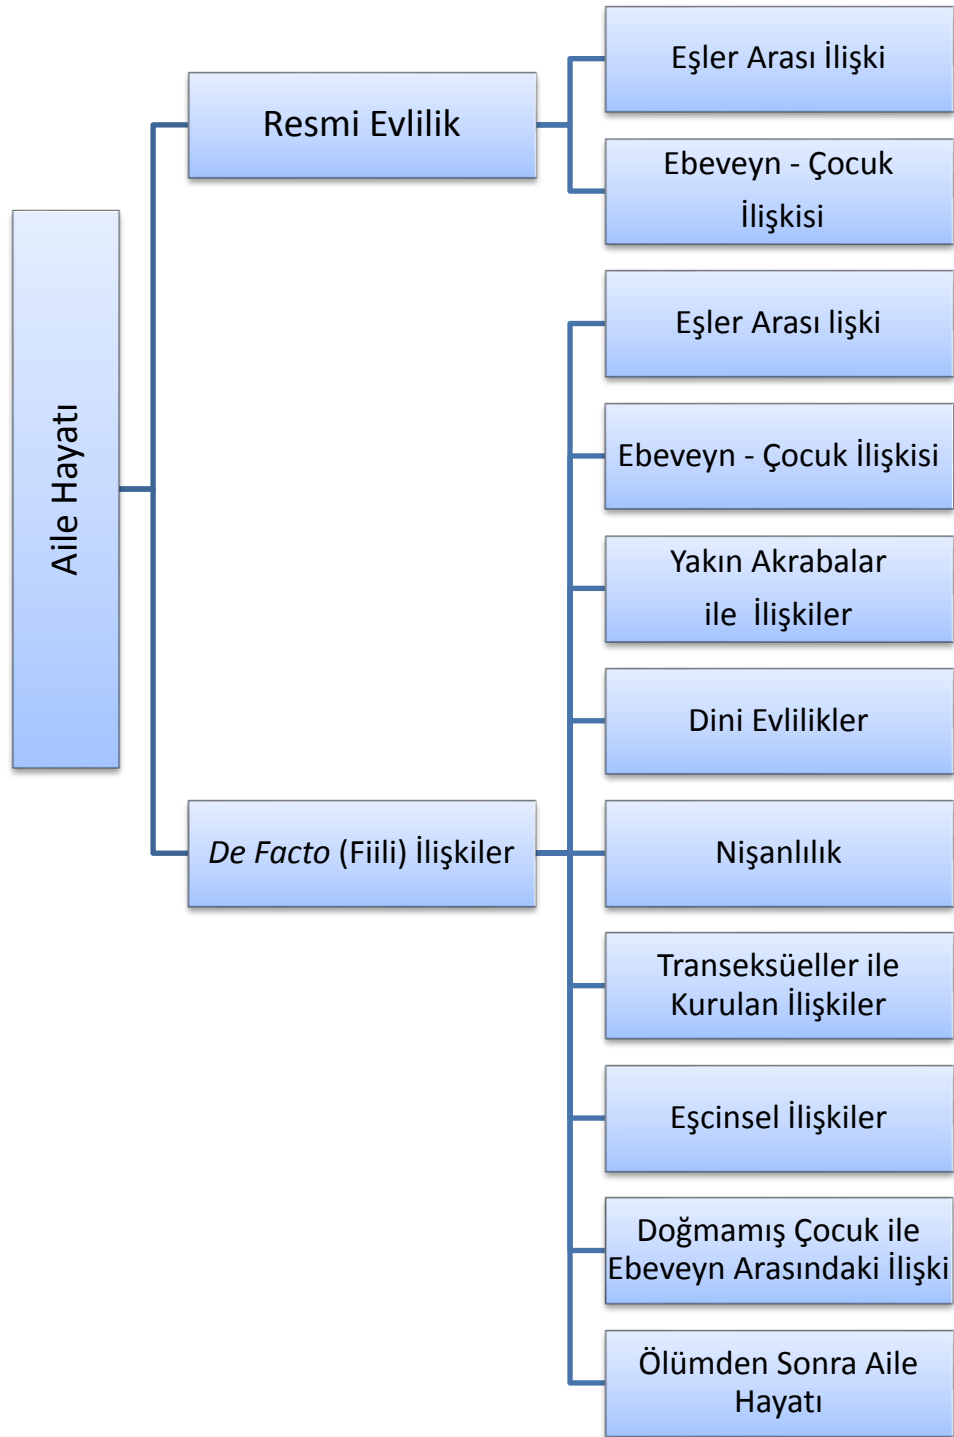 Aile Hayatı
Resmi Evlilik
Eşler Arası İlişki
Ebeveyn - Çocuk
İlişkisi
De Facto (Fiili) İlişkiler
Eşler Arası lişki
Ebeveyn - Çocuk İlişkisi
Yakın Akrabalar
ile İlişkiler
Dini Evlilikler
Nişanlılık
Transeksüeller ile
Kurulan İlişkiler
Eşcinsel İlişkiler
Doğmamış Çocuk ile
Ebeveyn Arasındaki İlişki
Ölümden Sonra Aile
Hayatı